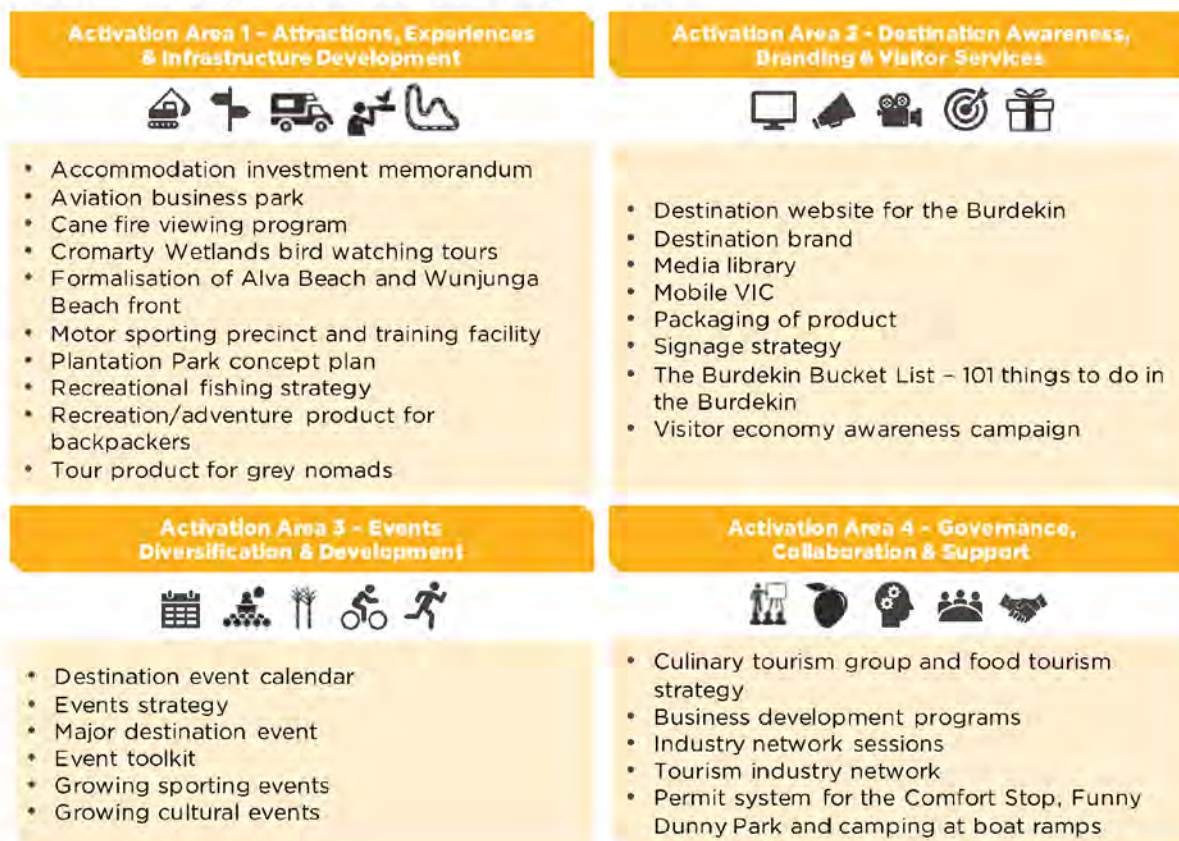 Activation Area 1 - Attractions, Experiences
& Infrastructure Development
• Accommodation investment memorandum
• Aviation business park
• Cane fire viewing program
• Cromarty Wetlands bird watching tours
• Formalisation of Alva Beach and Wunjunga
Beach front
• Motor sporting precinct and training facility
• Plantation Park concept plan
• Recreational fishing strategy
• Recreation/adventure product for
backpackers
• Tour product for grey nomads
Activation Area 2 - Destination Awareness,
Branding & Visitor Services
• Destination website for the Burdekin
• Destination brand
• Media library
• Mobile VIC
• Packaging of product
• Signage strategy
• The Burdekin Bucket List – 101 things to do in
the Burdekin
• Visitor economy awareness campaign
Activation Area 3 - Events
Diversification & Development
• Destination event calendar
• Events strategy
• Major destination event
• Event toolkit
• Growing sporting events
• Growing cultural events
Activation Area 4 - Governance,
Collaboration & Support
• Culinary tourism group and food tourism
strategy
• Business development programs
• Industry network sessions
• Tourism industry network
• Permit system for the Comfort Stop, Funny
Dunny Park and camping at boat ramps